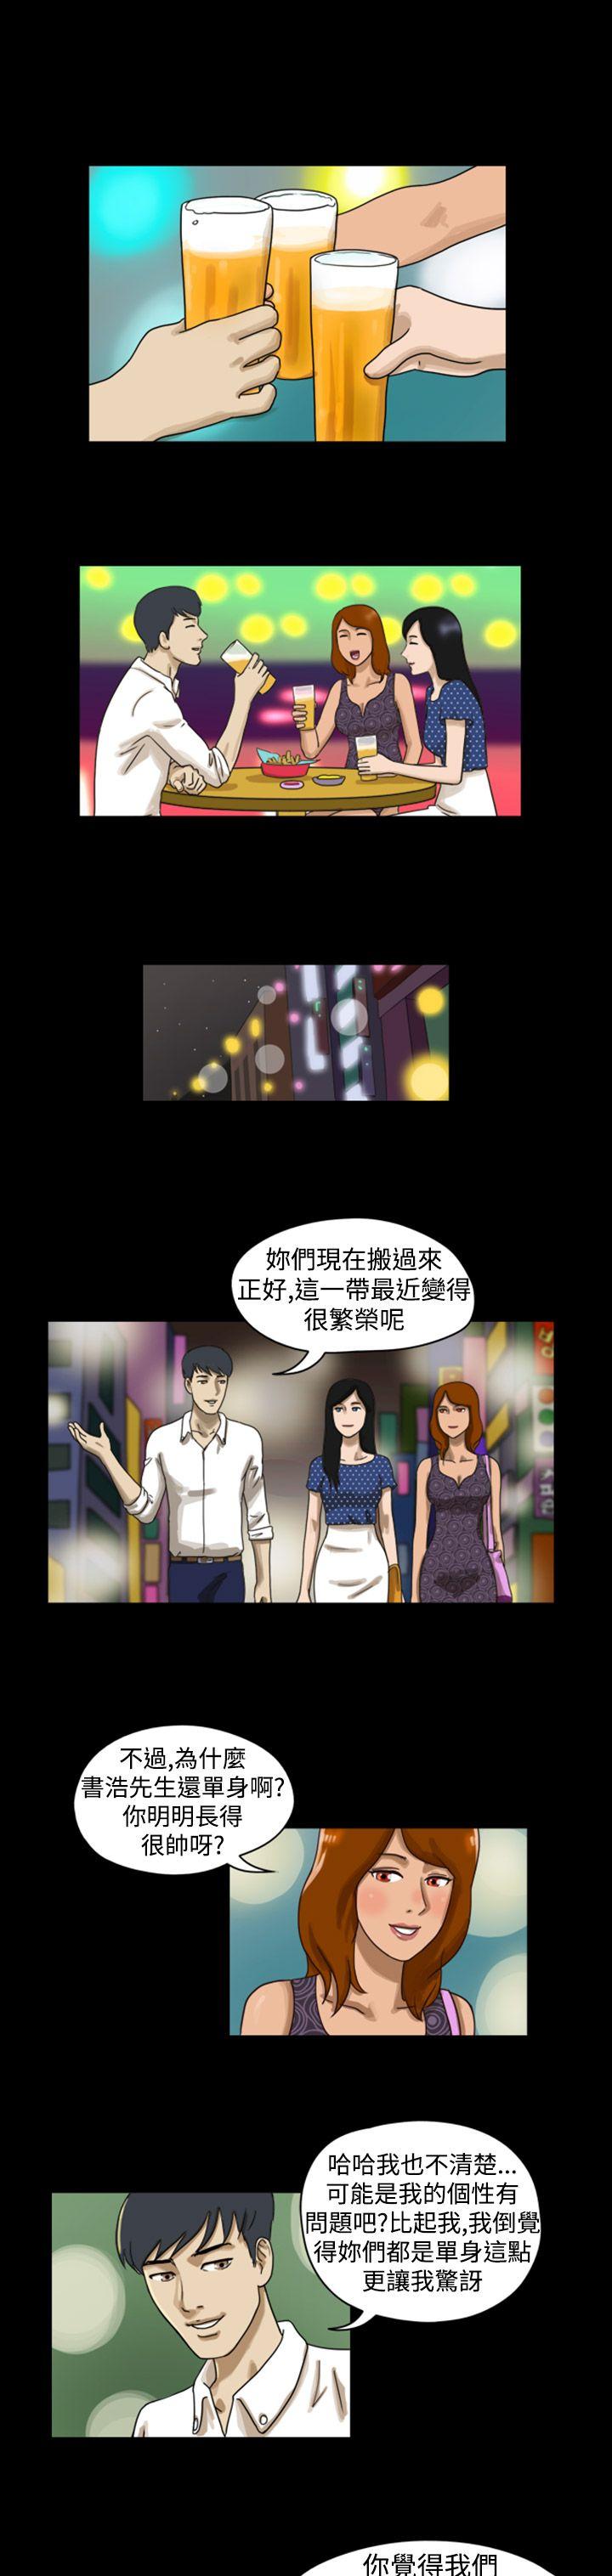 妳們現在搬過來
正好,這一帶最近變得
很繁榮呢
不過,為什麼
書浩先生還單身啊?
你明明長得
很帥呀?
哈哈我也不清楚...
可能是我的個性有
問題吧?比起我,我倒覺
得妳們都是單身這點
更讓我驚訝
你覺得我們